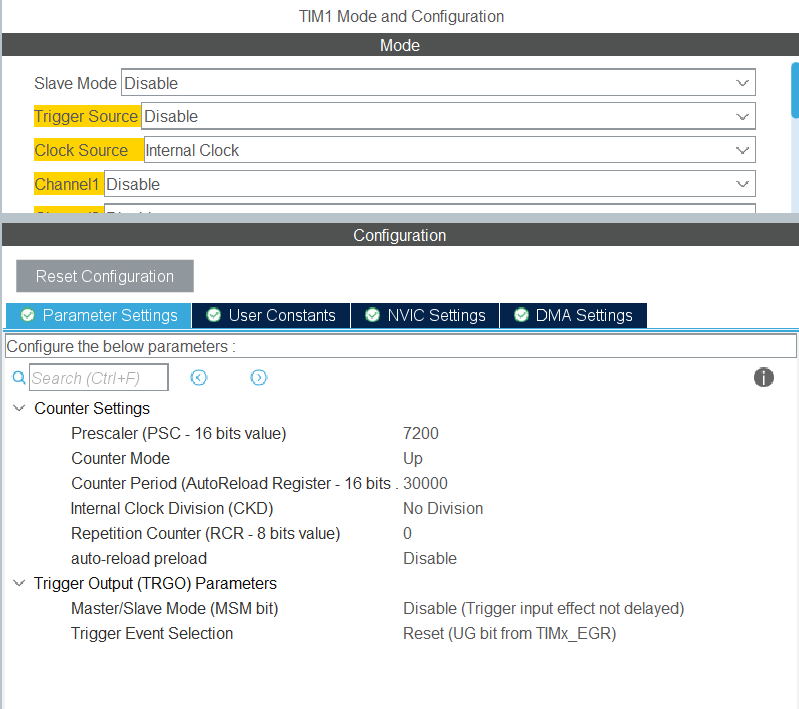 TIM1 Mode and Configuration
Mode
Slave Mode Disable
Trigger Source Disable
Clock Source Internal Clock
Channel1 Disable
Configuration
Reset Configuration
Parameter Settings User Constants NVIC Settings DMA Settings
Configure the below parameters :
Search (Ctrl+F)
Counter Settings
Prescaler (PSC - 16 bits value) 7200
Counter Mode Up
Counter Period (AutoReload Register - 16 bits . 30000
Internal Clock Division (CKD) No Division
Repetition Counter (RCR - 8 bits value) 0
auto-reload preload Disable
Trigger Output (TRGO) Parameters
Master/Slave Mode (MSM bit) Disable (Trigger input effect not delayed)
Trigger Event Selection Reset (UG bit from TIMx_EGR)